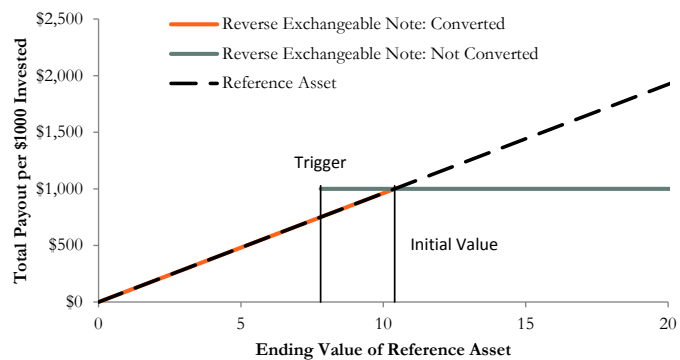 $2,500
Reverse Exchangeable Note: Converted
Reverse Exchangeable Note: Not Converted
$2,000
Reference Asset
Total Payout per $1000 Invested
$1,500
Trigger
$1,000
$500
Initial Value
$0
0
5
10
15
20
Ending Value of Reference Asset